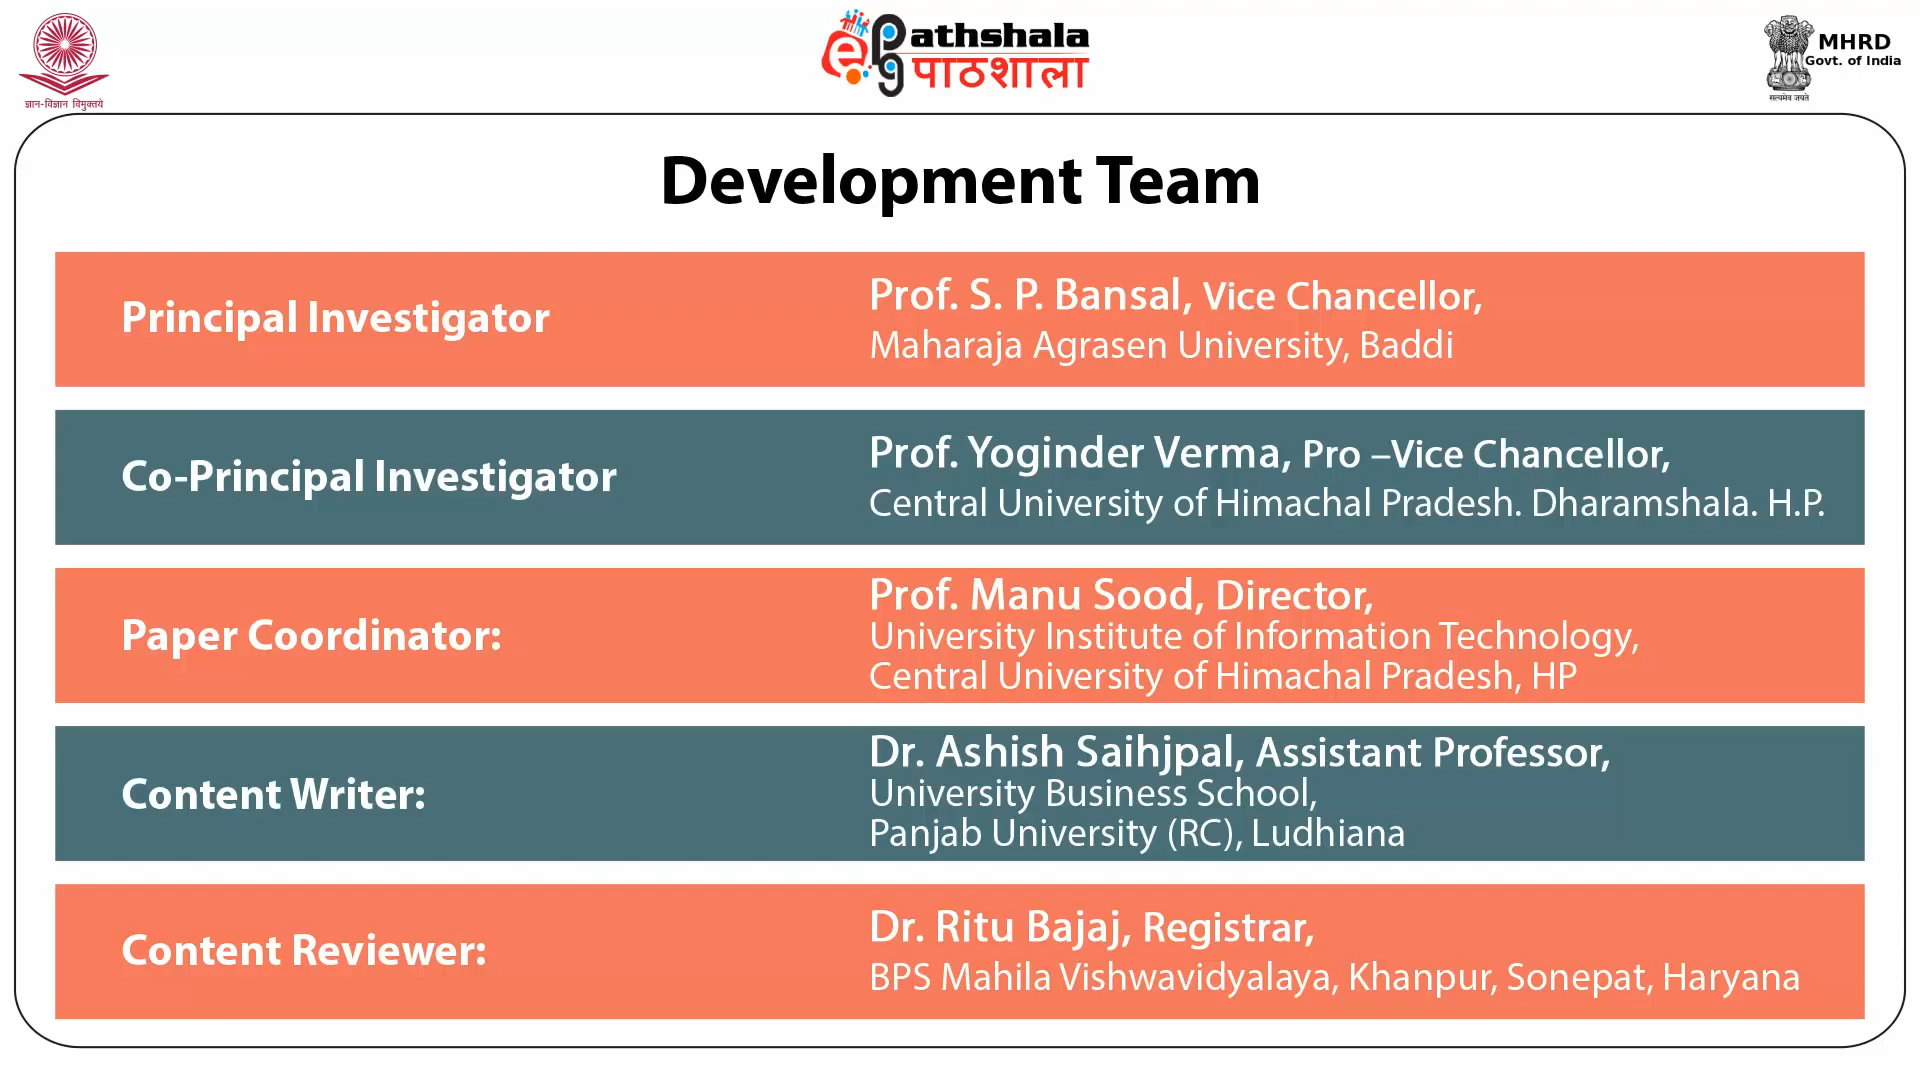 ज्ञान-विज्ञान विमुक्तये
ePG athshala
पाठशाला
MHRD
Govt. of India
सत्यमेव जयते
Development Team
Principal Investigator
Prof. S. P. Bansal, Vice Chancellor,
Maharaja Agrasen University, Baddi
Co-Principal Investigator
Prof. Yoginder Verma, Pro –Vice Chancellor,
Central University of Himachal Pradesh. Dharamshala. H.P.
Paper Coordinator:
Prof. Manu Sood, Director,
University Institute of Information Technology,
Central University of Himachal Pradesh, HP
Content Writer:
Dr. Ashish Saihjpal, Assistant Professor,
University Business School,
Panjab University (RC), Ludhiana
Content Reviewer:
Dr. Ritu Bajaj, Registrar,
BPS Mahila Vishwavidyalaya, Khanpur, Sonepat, Haryana